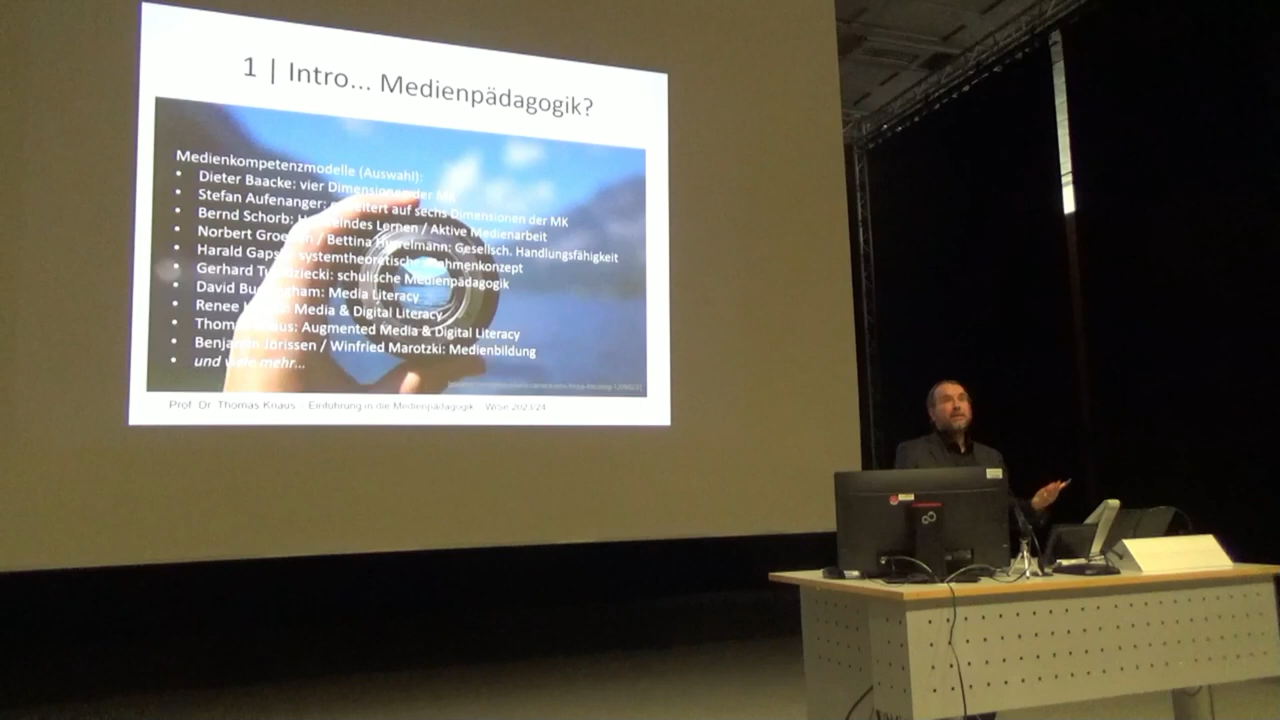 1 | Intro... Medienpädagogik?
Medienkompetenzmodelle (Auswahl):
• Dieter Baacke: vier Dimensionen der MK
• Stefan Aufenanger: erweitert auf sechs Dimensionen der MK
• Bernd Schorb: Handelndes Lernen / Aktive Medienarbeit
• Norbert Groeben / Bettina Hurrelmann: Gesellsch. Handlungsfähigkeit
• Harald Gapski: systemtheoretische Rahmenkonzept
• Gerhard Tulodziecki: schulische Medienpädagogik
• David Buckingham: Media Literacy
• Renee Media & Digital Literacy
• Thomas Knaus: Augmented Media & Digital Literacy
• Benjamin Jörissen / Winfried Marotzki: Medienbildung
• und viele mehr...
Prof. Dr. Thomas Knaus - Einführung in die Medienpädagogik - WiSe 2023/24